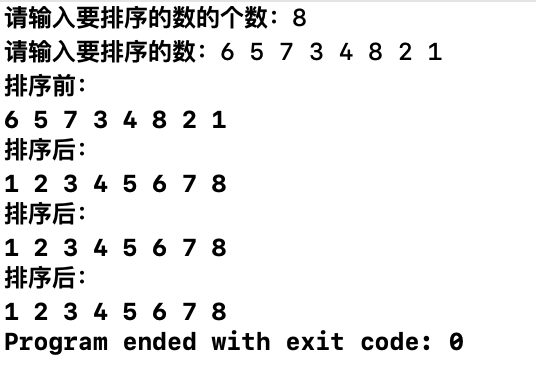 请输入要排序的数的个数：8
请输入要排序的数：6 5 7 3 4 8 2 1
排序前：
6 5 7 3 4 8 2 1
排序后：
1 2 3 4 5 6 7 8
排序后：
1 2 3 4 5 6 7 8
排序后：
1 2 3 4 5 6 7 8
Program ended with exit code: 0